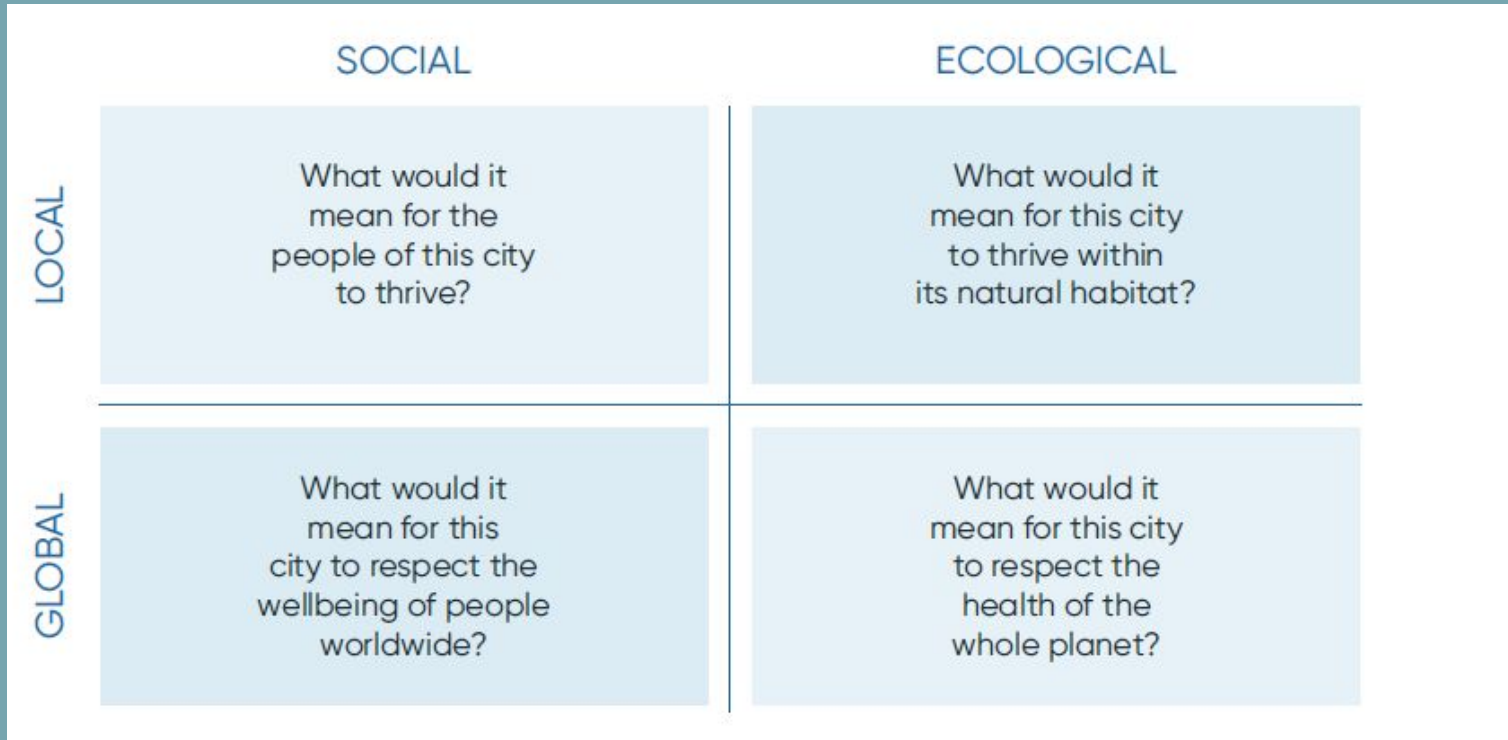 SOCIAL
ECOLOGICAL
LOCAL
What would it
mean for the
people of this city
to thrive?
What would it
mean for this city
to thrive within
its natural habitat?
GLOBAL
What would it
mean for this
city to respect the
wellbeing of people
worldwide?
What would it
mean for this city
to respect the
health of the
whole planet?